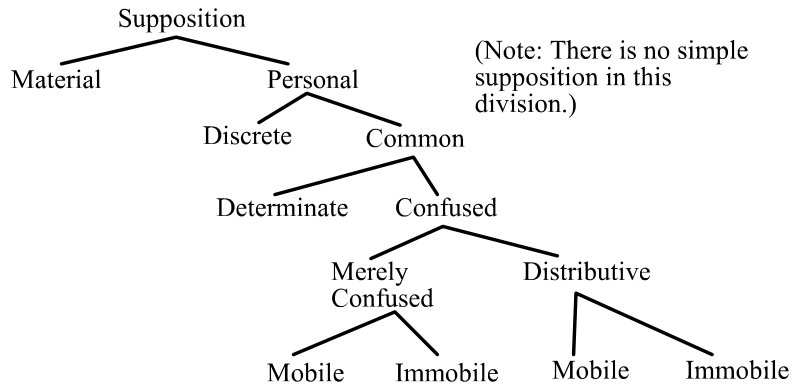 Supposition
(Note: There is no simple
supposition in this
division.)
Material
Personal
Discrete
Common
Determinate
Confused
Merely
Confused
Distributive
Mobile
Immobile
Mobile
Immobile